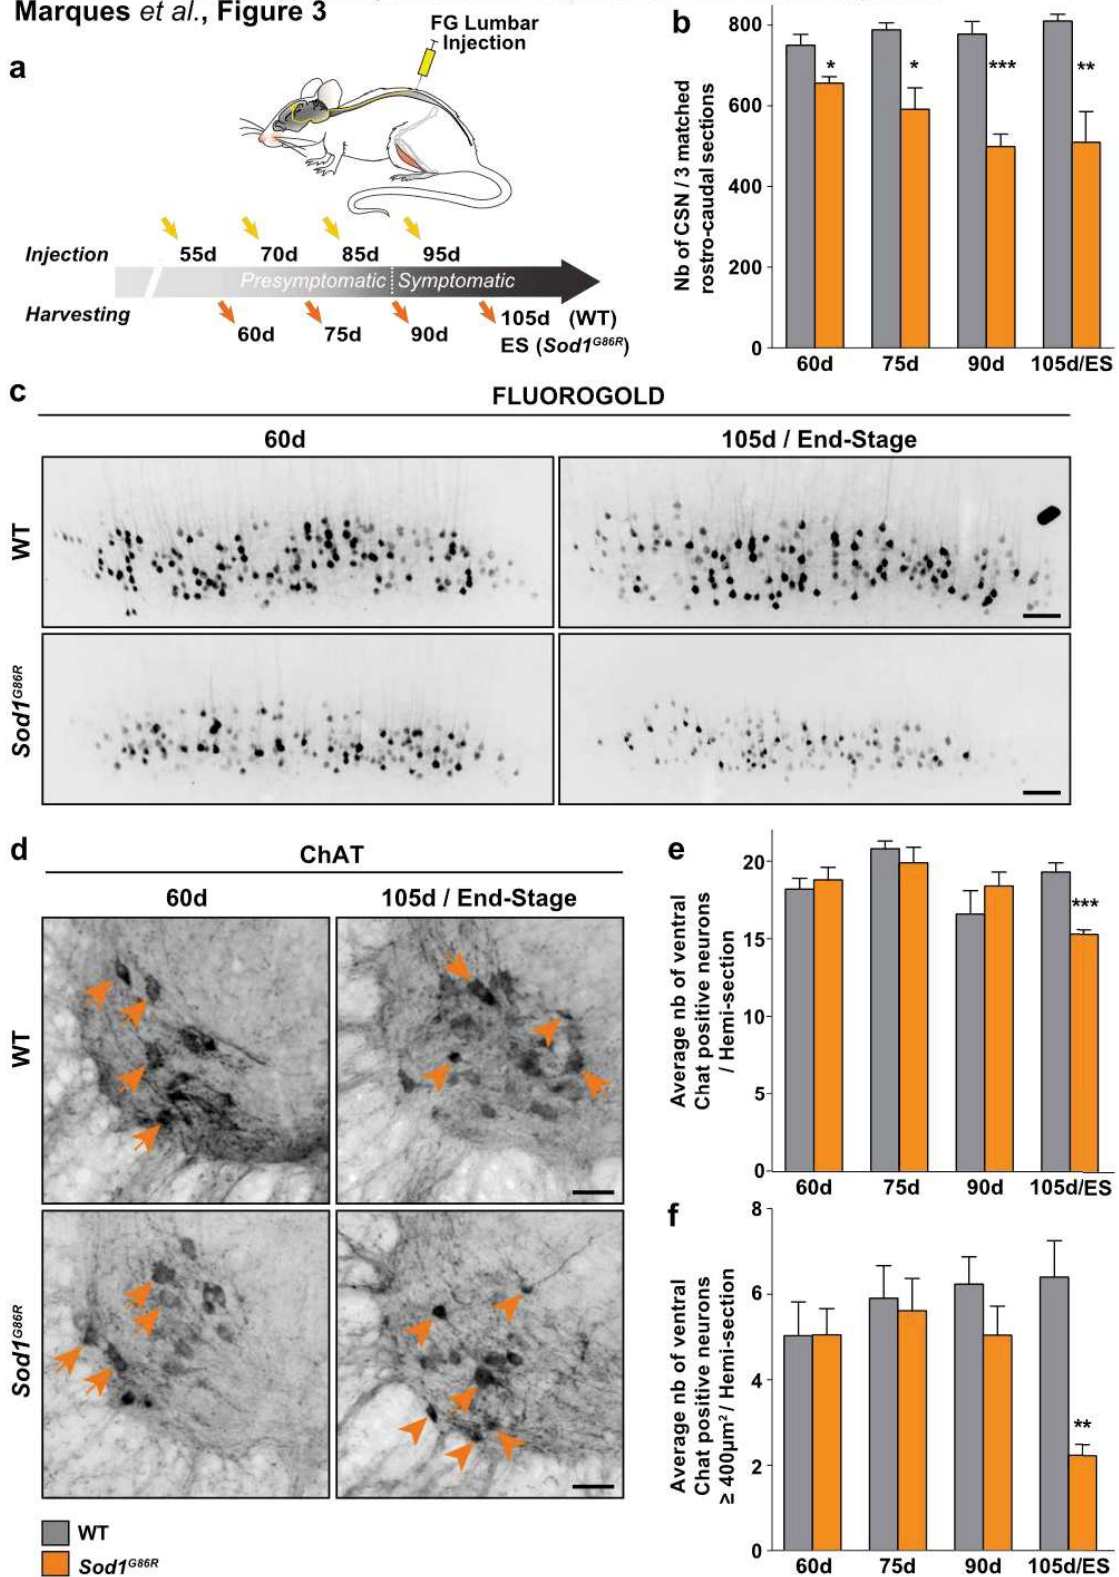 Marques et al., Figure 3
a
FG Lumbar
Injection
Injection
55d 70d 85d 95d
Presymptomatic Symptomatic
Harvesting
60d 75d 90d 105d (WT)
ES (Sod1G86R)
b
Nb of CSN / 3 matched
rostro-caudal sections
800
600
400
200
0
* * *** **
60d 75d 90d 105d/ES
c
FLUOROGOLD
60d 105d / End-Stage
WT
Sod1G86R
d
ChAT
60d 105d / End-Stage
WT
Sod1G86R
WT
Sod1G86R
e
Average nb of ventral
Chat positive neurons
/ Hemi-section
20
15
10
5
0
***
60d 75d 90d 105d/ES
f
Average nb of ventral
Chat positive neurons
≥ 400µm² / Hemi-section
8
6
4
2
0
**
60d 75d 90d 105d/ES